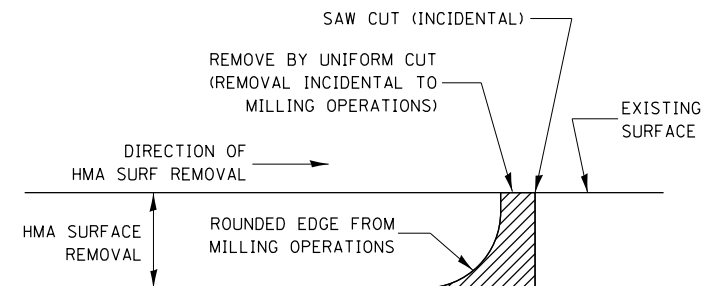 SAW CUT (INCIDENTAL)
REMOVE BY UNIFORM CUT
(REMOVAL INCIDENTAL TO
MILLING OPERATIONS)
EXISTING
SURFACE
DIRECTION OF
HMA SURF REMOVAL
HMA SURFACE
REMOVAL
ROUNDED EDGE FROM
MILLING OPERATIONS